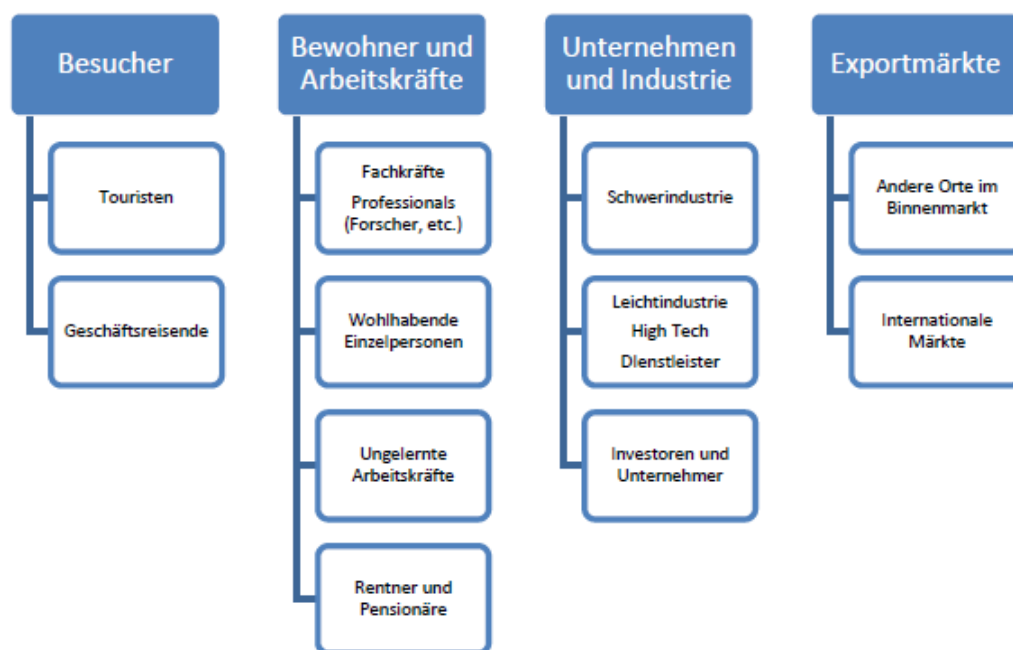 Besucher
Touristen
Geschäftsreisende
Bewohner und
Arbeitskräfte
Fachkräfte
Professionals
(Forscher, etc.)
Wohlhabende
Einzelpersonen
Ungelernte
Arbeitskräfte
Rentner und
Pensionäre
Unternehmen
und Industrie
Schwerindustrie
Leichtindustrie
High Tech
Dienstleister
Investoren und
Unternehmer
Exportmärkte
Andere Orte im
Binnenmarkt
Internationale
Märkte